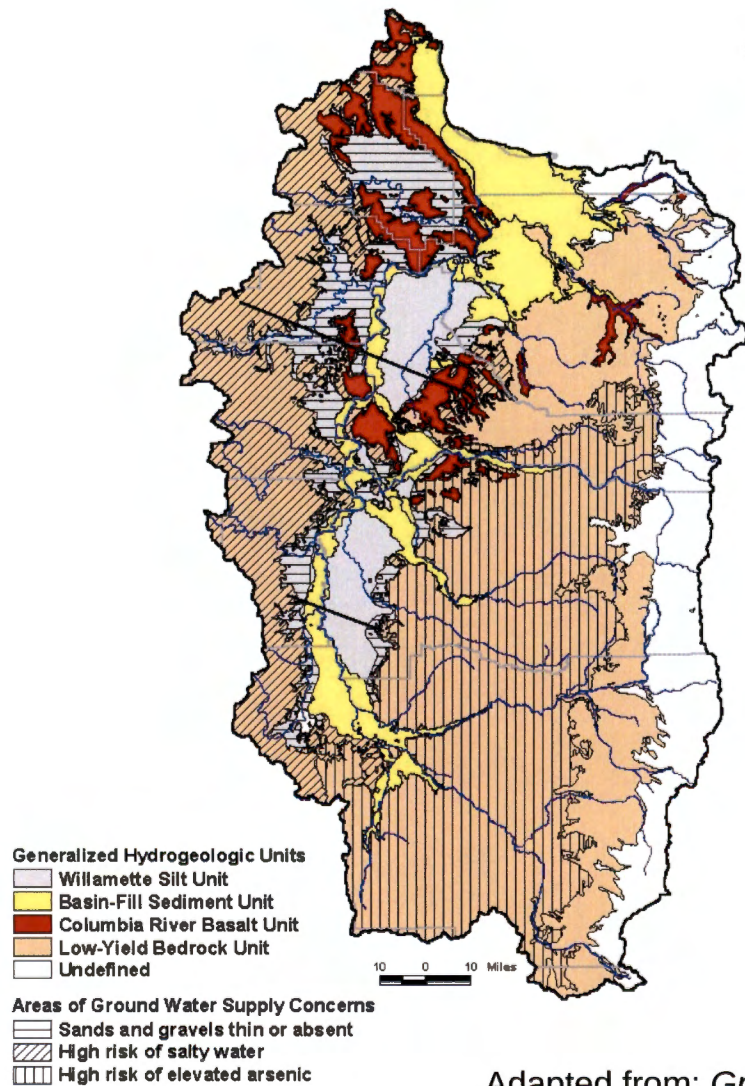 Generalized Hydrogeologic Units
Willamette Silt Unit
Basin-Fill Sediment Unit
Columbia River Basalt Unit
Low-Yield Bedrock Unit
Undefined
10 0 10 Miles
Areas of Ground Water Supply Concerns
Sands and gravels thin or absent
High risk of salty water
High risk of elevated arsenic
Adapted from: